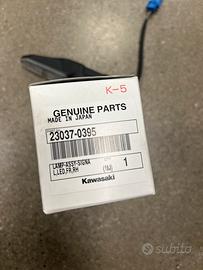 K-5
GENUINE PARTS
MADE IN JAPAN
23037-0395
LAMP-ASSY-SIGNA
L,LED,FR,RH
1
Kawasaki
subito